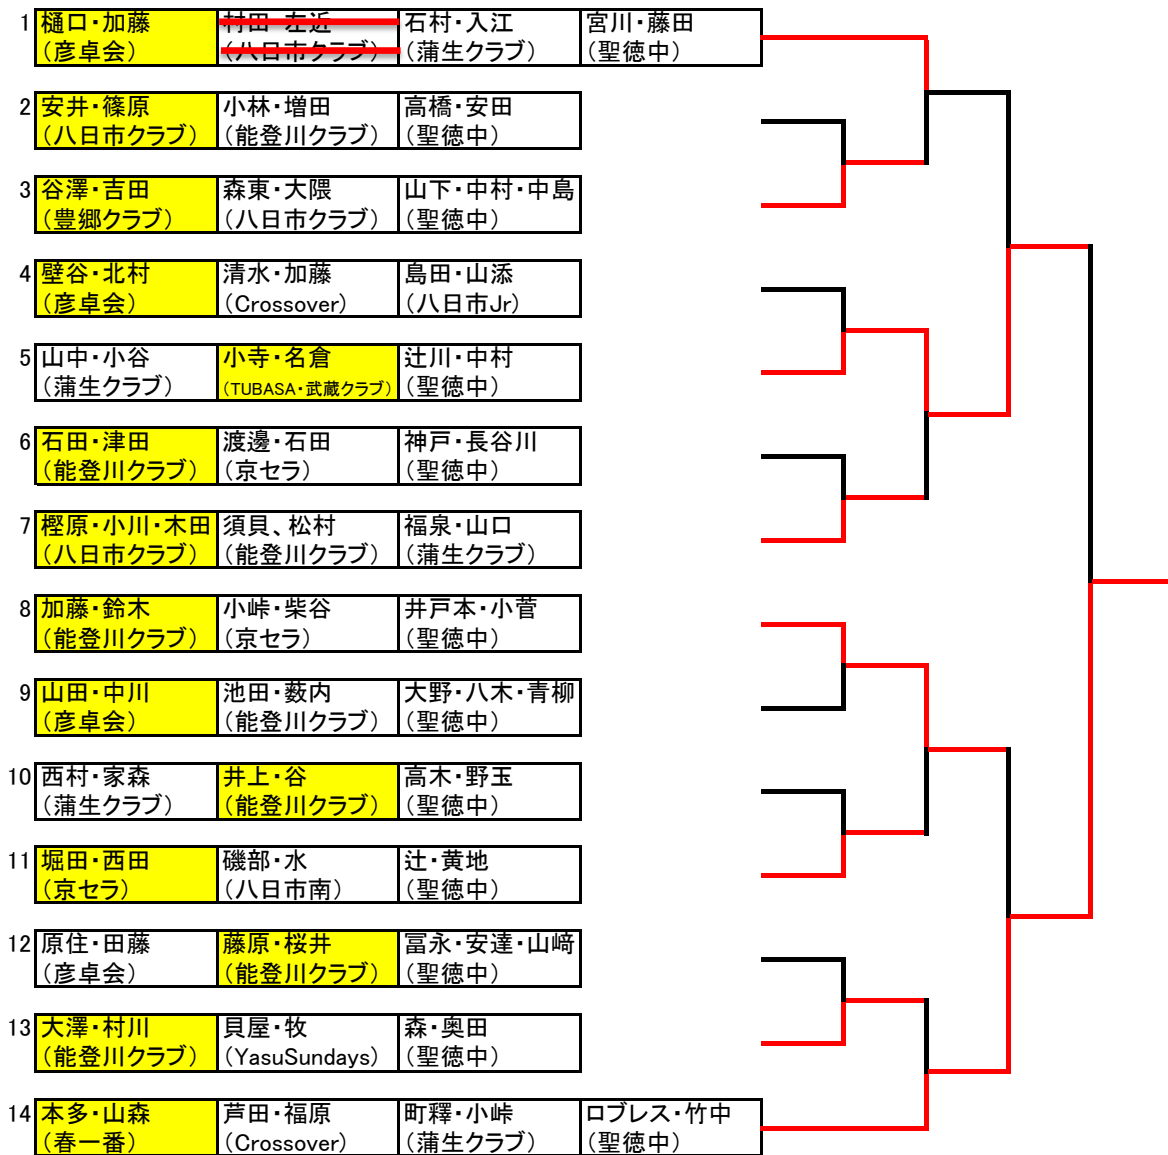 1 樋口・加藤 村田・左近 石村・入江 宮川・藤田
(彦卓会) (八日市クラブ) (蒲生クラブ) (聖徳中)
2 安井・篠原 小林・増田 高橋・安田
(八日市クラブ) (能登川クラブ) (聖徳中)
3 谷澤・吉田 森東・大隈 山下・中村・中島
(豊郷クラブ) (八日市クラブ) (聖徳中)
4 壁谷・北村 清水・加藤 島田・山添
(彦卓会) (Crossover) (八日市Jr)
5 山中・小谷 小寺・名倉 辻川・中村
(蒲生クラブ) (TUBASA・武蔵クラブ) (聖徳中)
6 石田・津田 渡邊・石田 神戸・長谷川
(能登川クラブ) (京セラ) (聖徳中)
7 樫原・小川・木田 須貝、松村 福泉・山口
(八日市クラブ) (能登川クラブ) (蒲生クラブ)
8 加藤・鈴木 小峠・柴谷 井戸本・小菅
(能登川クラブ) (京セラ) (聖徳中)
9 山田・中川 池田・薮内 大野・八木・青柳
(彦卓会) (能登川クラブ) (聖徳中)
10 西村・家森 井上・谷 高木・野玉
(蒲生クラブ) (能登川クラブ) (聖徳中)
11 堀田・西田 磯部・水 辻・黄地
(京セラ) (八日市南) (聖徳中)
12 原住・田藤 藤原・桜井 冨永・安達・山﨑
(彦卓会) (能登川クラブ) (聖徳中)
13 大澤・村川 貝屋・牧 森・奥田
(能登川クラブ) (YasuSundays) (聖徳中)
14 本多・山森 芦田・福原 町釋・小峠 ロブレス・竹中
(春一番) (Crossover) (蒲生クラブ) (聖徳中)